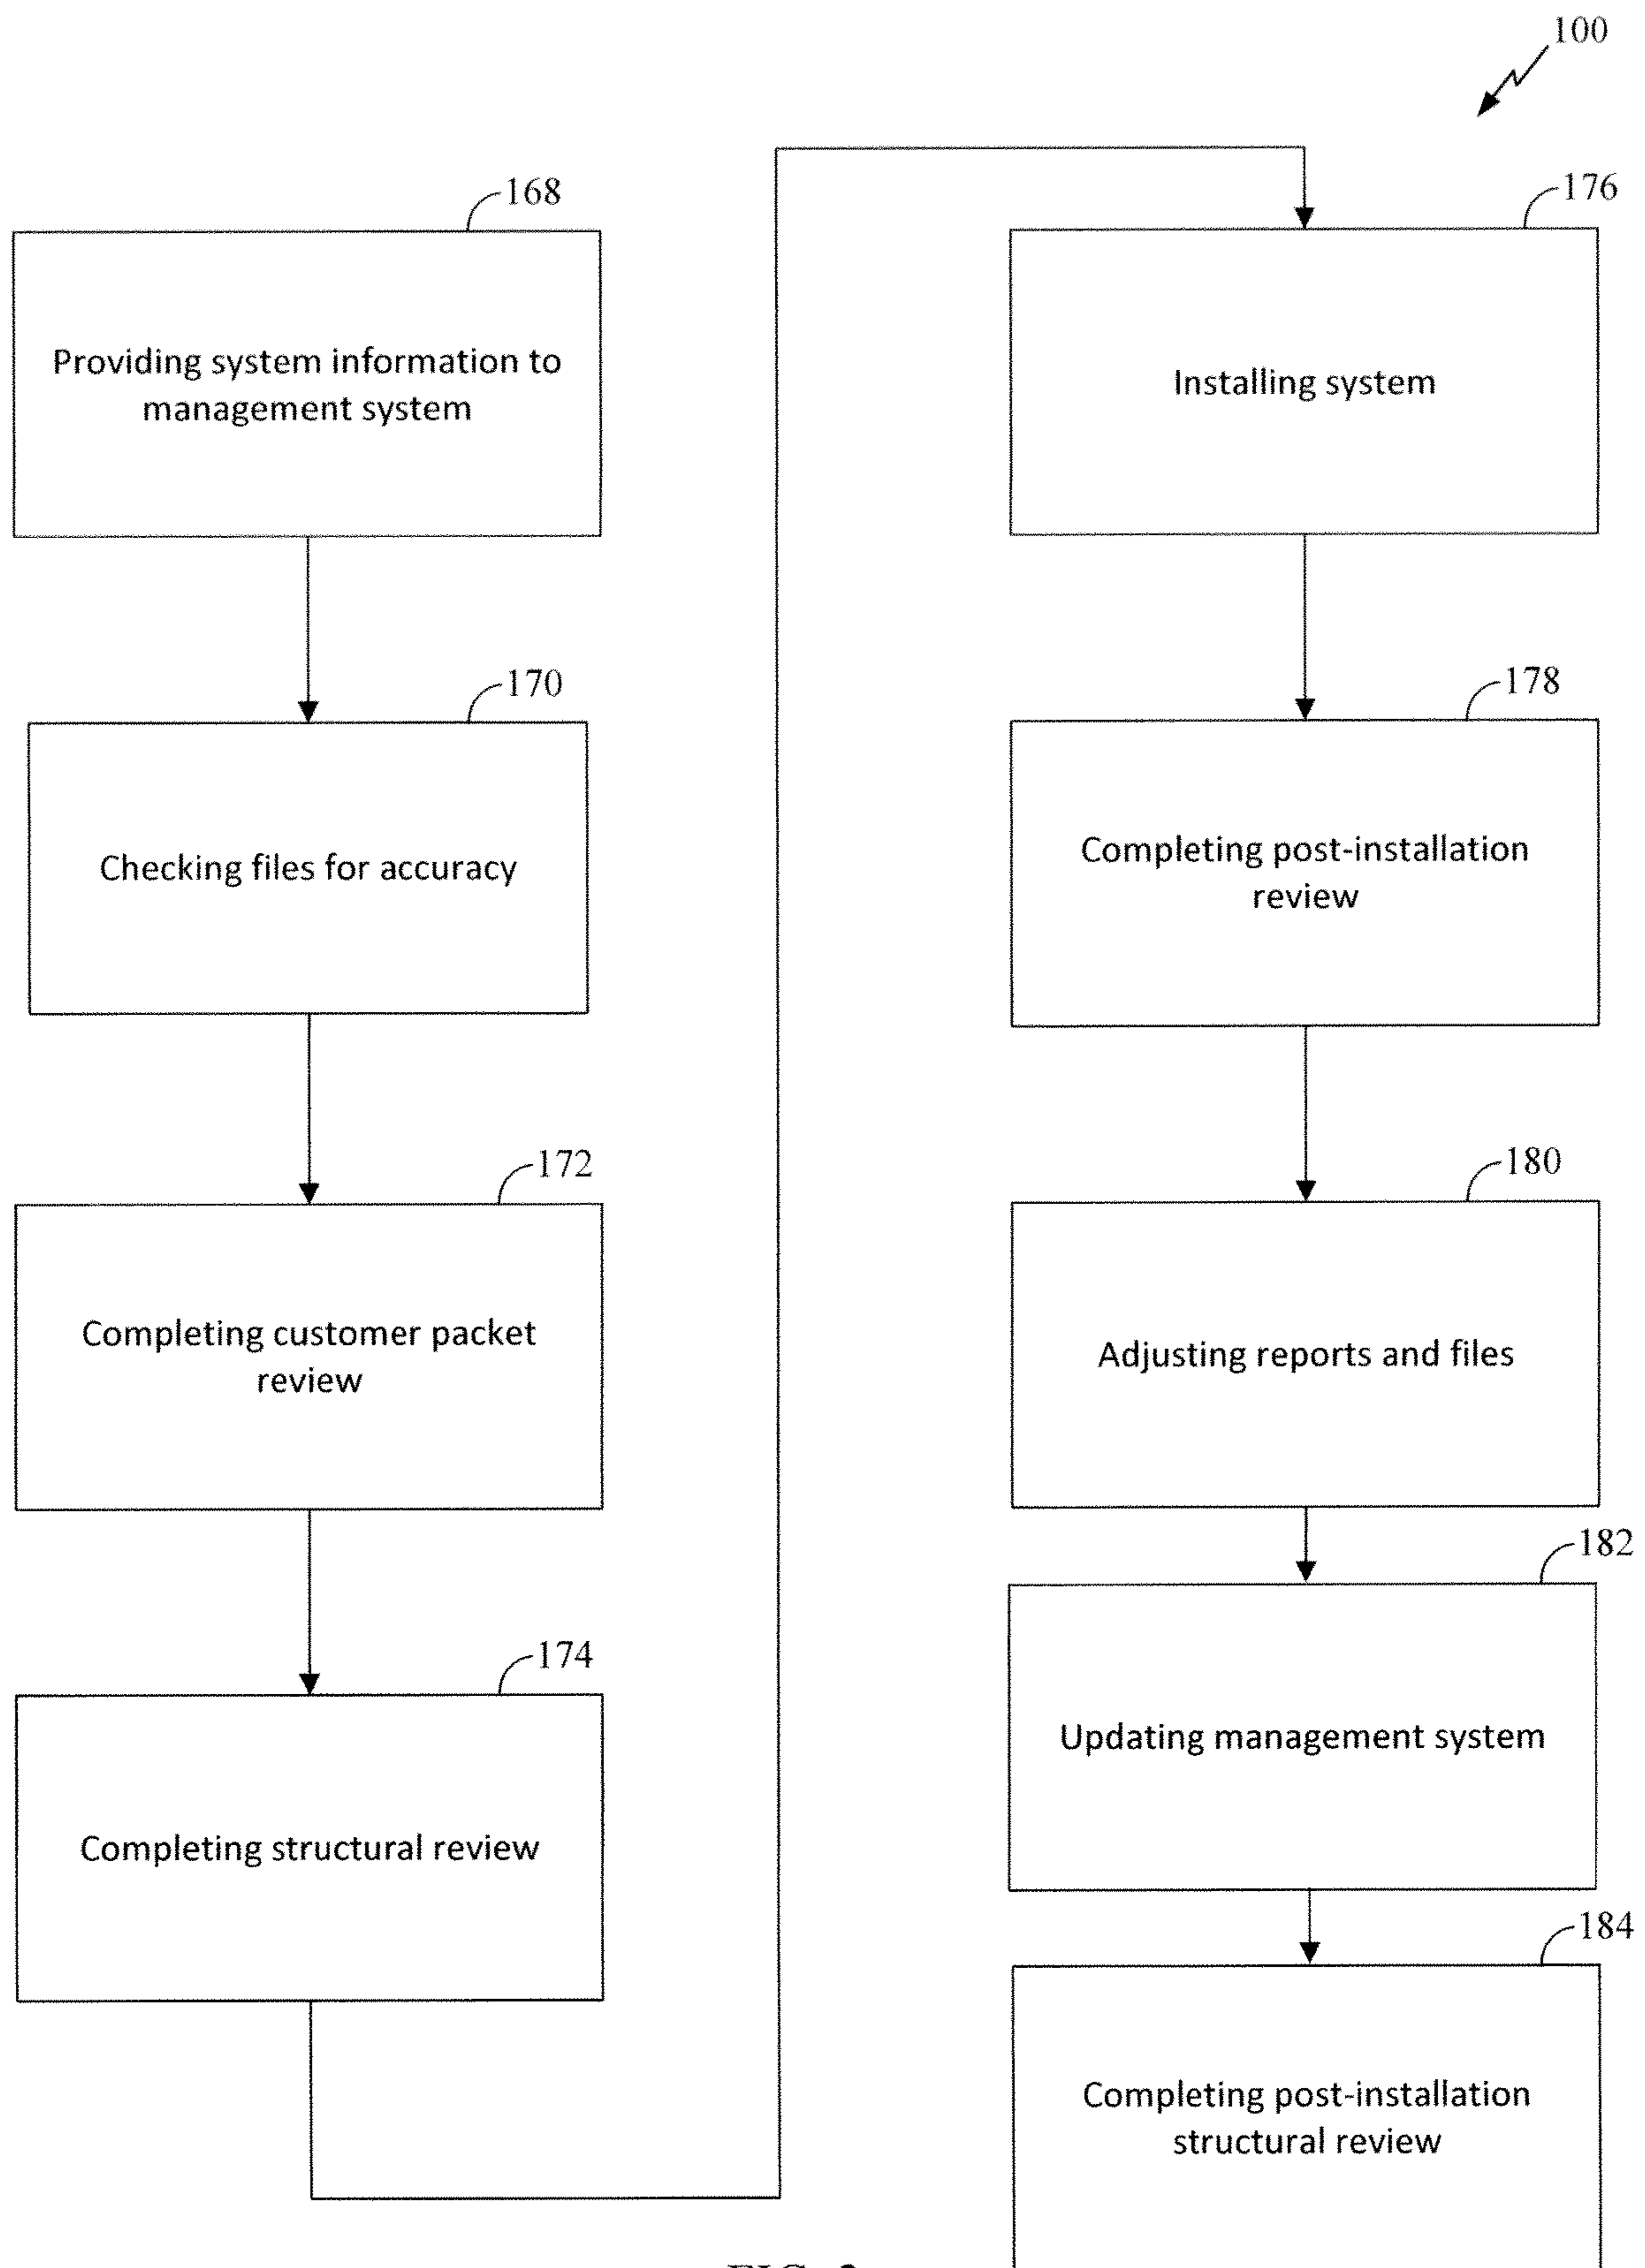 100
168
Providing system information to
management system
170
Checking files for accuracy
172
Completing customer packet
review
174
Completing structural review
176
Installing system
178
Completing post-installation
review
180
Adjusting reports and files
182
Updating management system
184
Completing post-installation
structural review